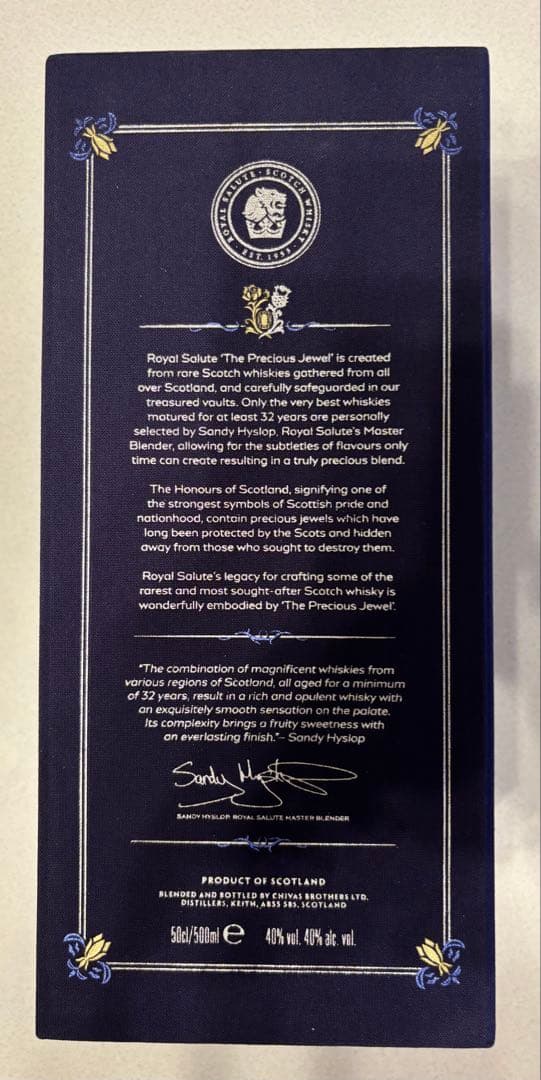 ROYAL SALUTE · SCOTCH WHISKY
· EST. 1953 ·
Royal Salute 'The Precious Jewel' is created
from rare Scotch whiskies gathered from all
over Scotland, and carefully safeguarded in our
treasured vaults. Only the very best whiskies
matured for at least 32 years are personally
selected by Sandy Hyslop, Royal Salute's Master
Blender, allowing for the subtleties of flavours only
time can create resulting in a truly precious blend.
The Honours of Scotland, signifying one of
the strongest symbols of Scottish pride and
nationhood, contain precious jewels which have
long been protected by the Scots and hidden
away from those who sought to destroy them.
Royal Salute's legacy for crafting some of the
rarest and most sought-after Scotch whisky is
wonderfully embodied by 'The Precious Jewel'.
"The combination of magnificent whiskies from
various regions of Scotland, all aged for a minimum
of 32 years, result in a rich and opulent whisky with
an exquisitely smooth sensation on the palate.
Its complexity brings a fruity sweetness with
an everlasting finish."– Sandy Hyslop
Sandy Hyslop
SANDY HYSLOP, ROYAL SALUTE MASTER BLENDER
PRODUCT OF SCOTLAND
BLENDED AND BOTTLED BY CHIVAS BROTHERS LTD.
DISTILLERS, KEITH, AB55 5BS, SCOTLAND
50cl/500ml e 40% vol. 40% alc. vol.